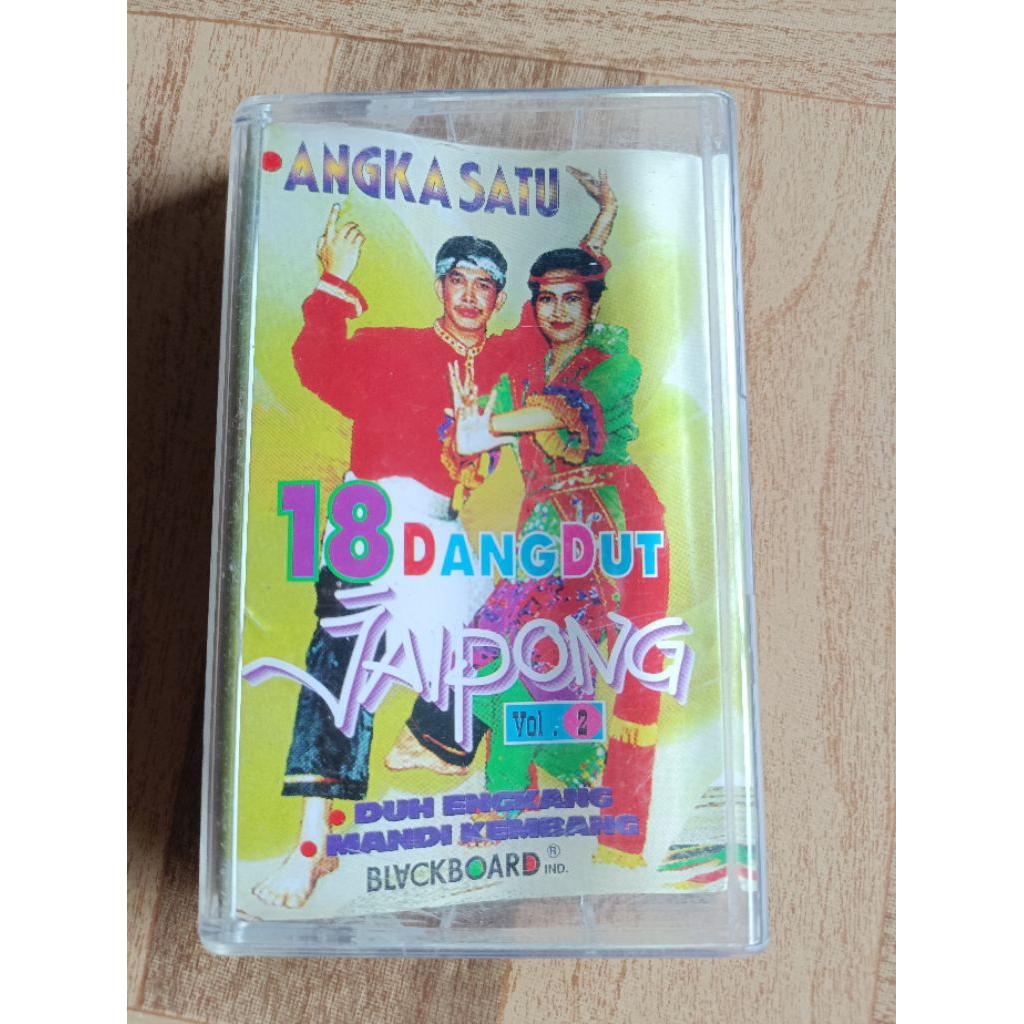 • ANGKA SATU
18 DANGDUT
JAIPONG
Vol. 2
• DUH ENGKANG
• MANDI KEMBANG
BLACKBOARD ® IND.